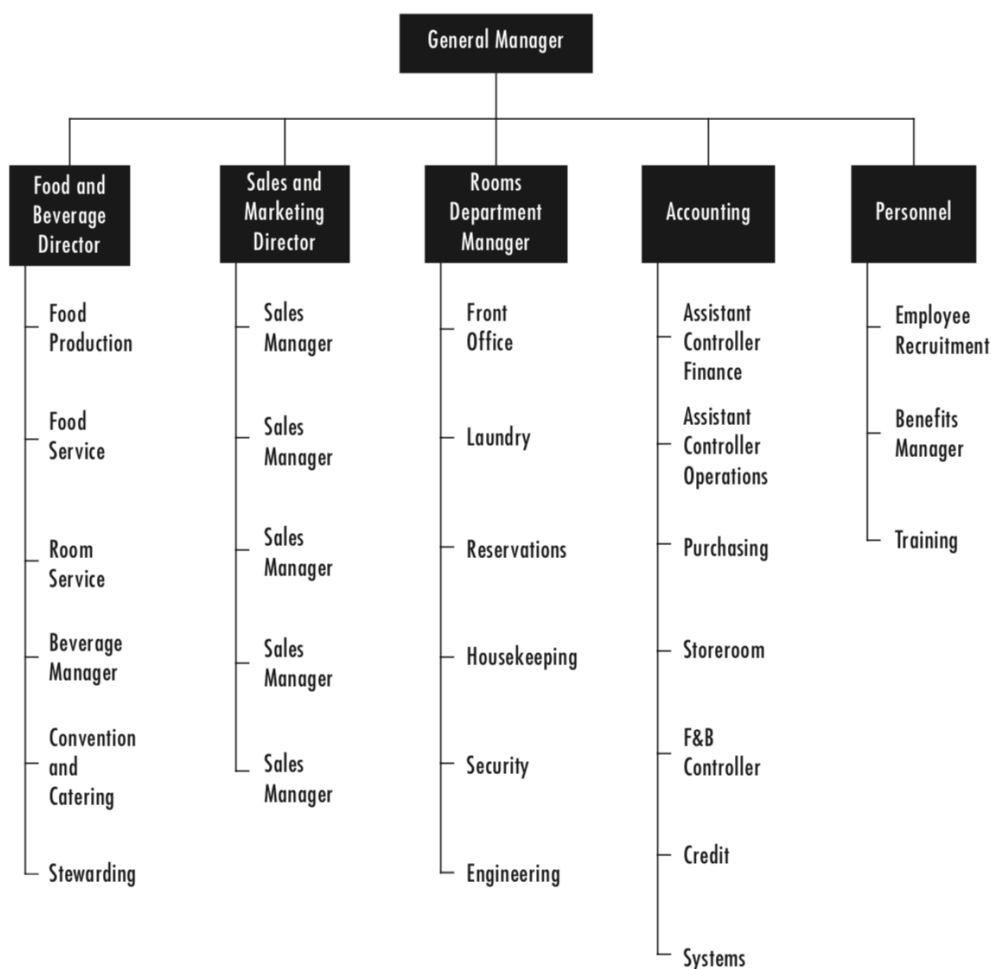 General Manager
Food and
Beverage
Director
Sales and
Marketing
Director
Rooms
Department
Manager
Accounting
Personnel
Food
Production
Food
Service
Room
Service
Beverage
Manager
Convention
and
Catering
Stewarding
Sales
Manager
Sales
Manager
Sales
Manager
Sales
Manager
Sales
Manager
Front
Office
Laundry
Reservations
Housekeeping
Security
Engineering
Assistant
Controller
Finance
Assistant
Controller
Operations
Purchasing
Storeroom
F&B
Controller
Credit
Systems
Employee
Recruitment
Benefits
Manager
Training